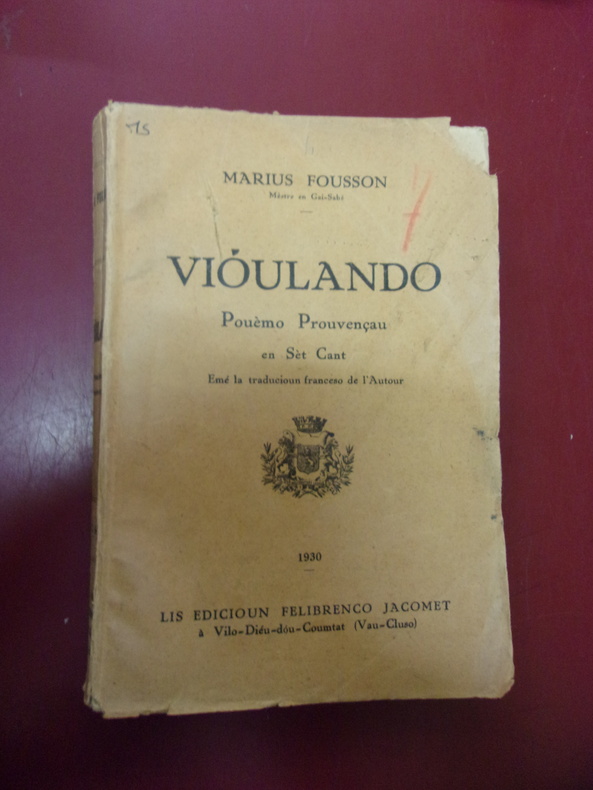 15
MARIUS FOUSSON
Mèstre en Gai-Sabé
VIÓULANDO
Pouèmo Prouvençau
en Sèt Cant
Emé la traducioun franceso de l'Autour
1930
LIS EDICIOUN FELIBRENCO JACOMET
à Vilo-Diéu-dóu-Coumtat (Vau-Cluso)